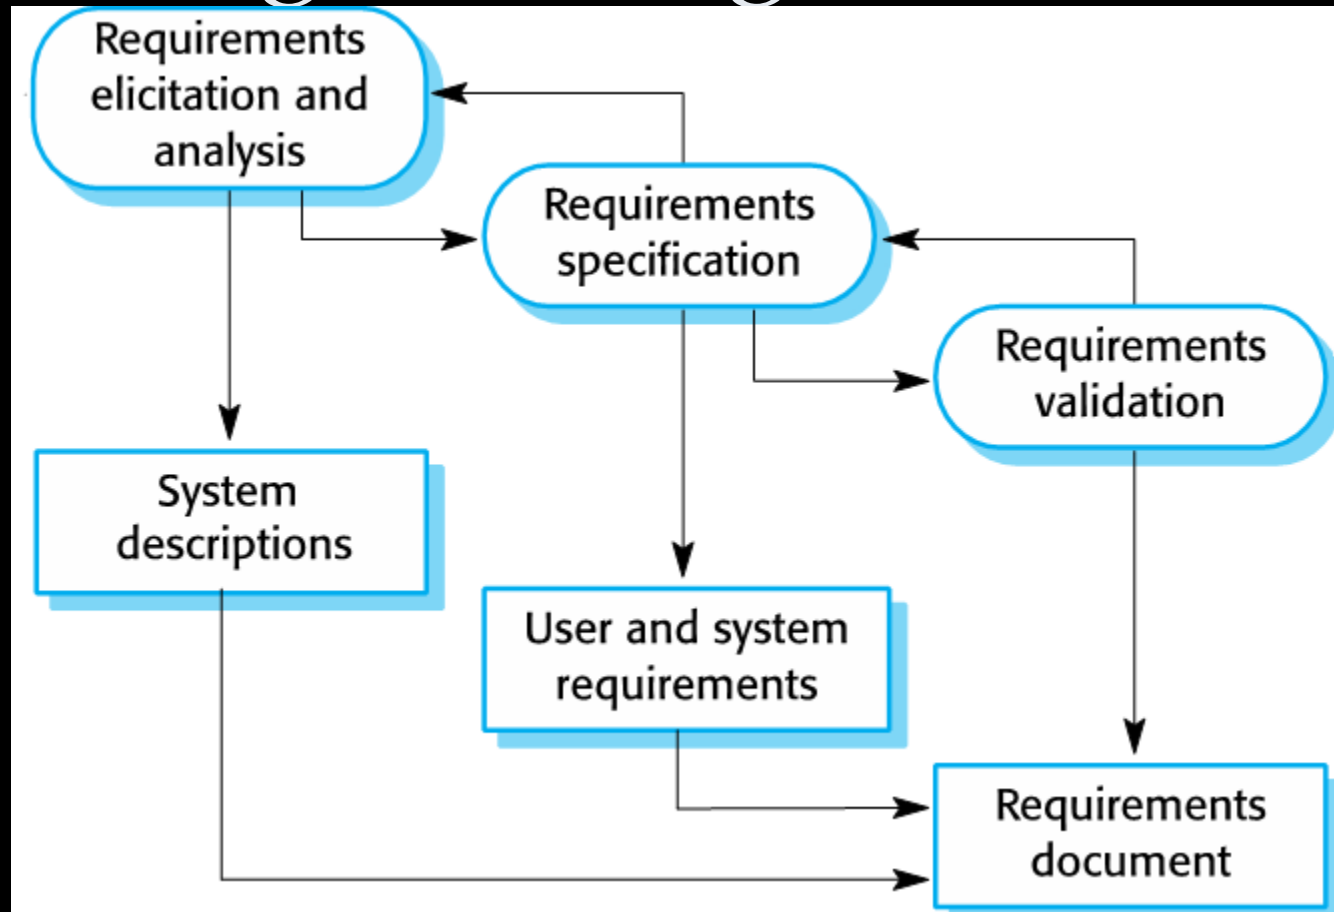 Requirements
elicitation and
analysis
Requirements
specification
Requirements
validation
System
descriptions
User and system
requirements
Requirements
document